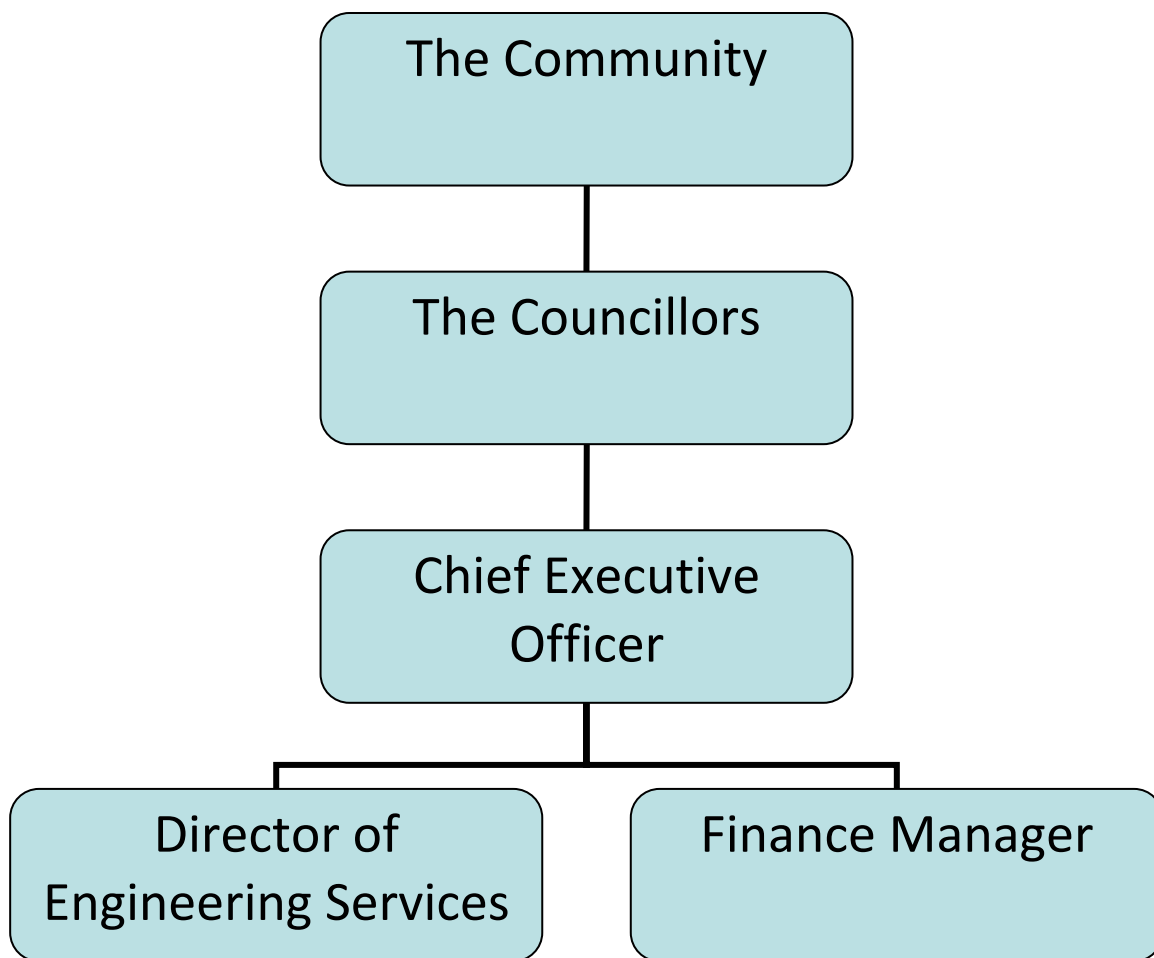 The Community
The Councillors
Chief Executive
Officer
Director of
Engineering Services
Finance Manager